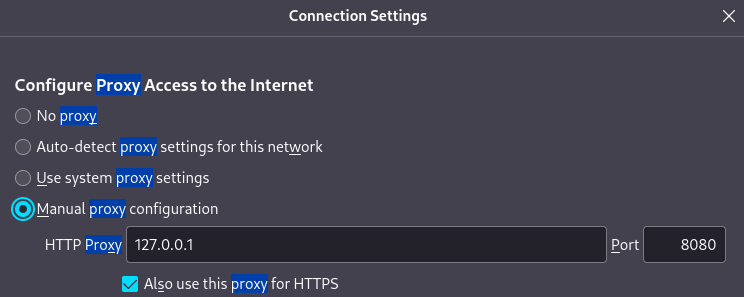 Connection Settings
Configure Proxy Access to the Internet
No proxy
Auto-detect proxy settings for this network
Use system proxy settings
Manual proxy configuration
HTTP Proxy 127.0.0.1 Port 8080
Also use this proxy for HTTPS